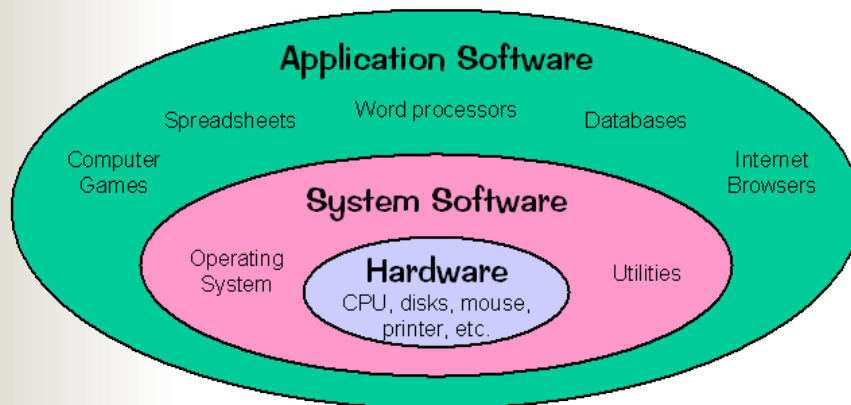 Application Software
Word processors
Spreadsheets
Databases
Computer
Games
Internet
Browsers
System Software
Operating
System
Utilities
Hardware
CPU, disks, mouse,
printer, etc.